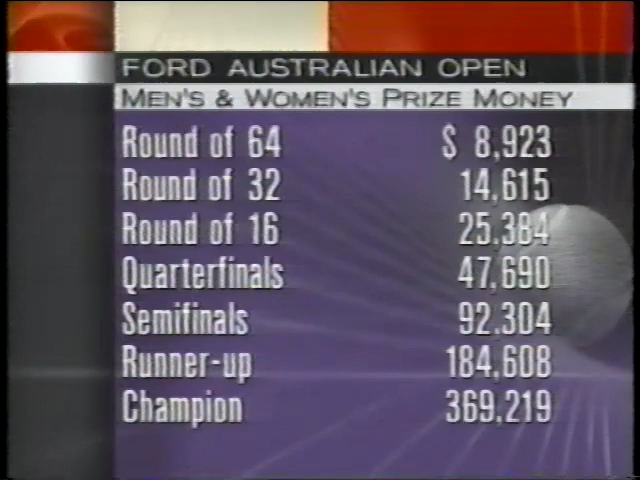 FORD AUSTRALIAN OPEN
MEN'S & WOMEN'S PRIZE MONEY
Round of 64 $ 8,923
Round of 32 14,615
Round of 16 25,384
Quarterfinals 47,690
Semifinals 92,304
Runner-up 184,608
Champion 369,219